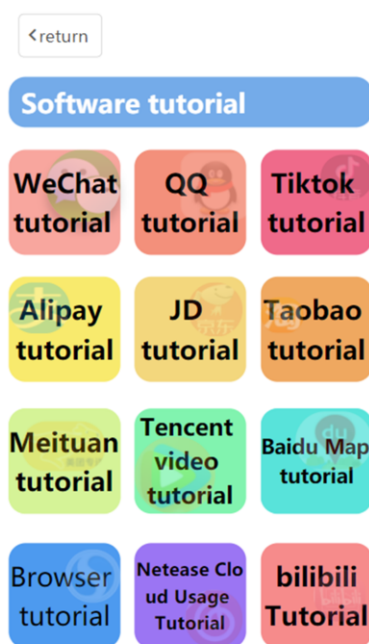 ‹return
Software tutorial
WeChat
tutorial
QQ
tutorial
Tiktok
tutorial
Alipay
tutorial
JD
tutorial
Taobao
tutorial
Meituan
tutorial
Tencent
video
tutorial
Baidu Map
tutorial
Browser
tutorial
Netease Clo
ud Usage
Tutorial
bilibili
Tutorial